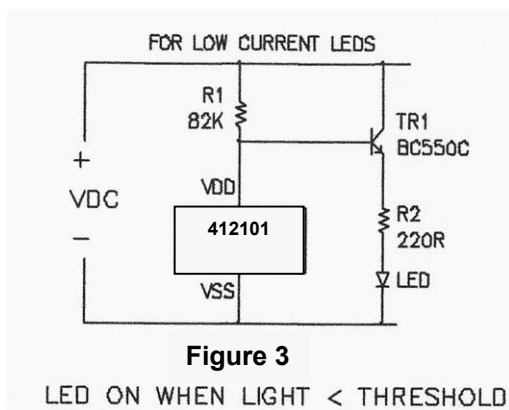 FOR LOW CURRENT LEDS
R1
82K
TR1
BC550C
+
VDC
–
VDD
412101
VSS
R2
220R
LED
Figure 3
LED ON WHEN LIGHT < THRESHOLD